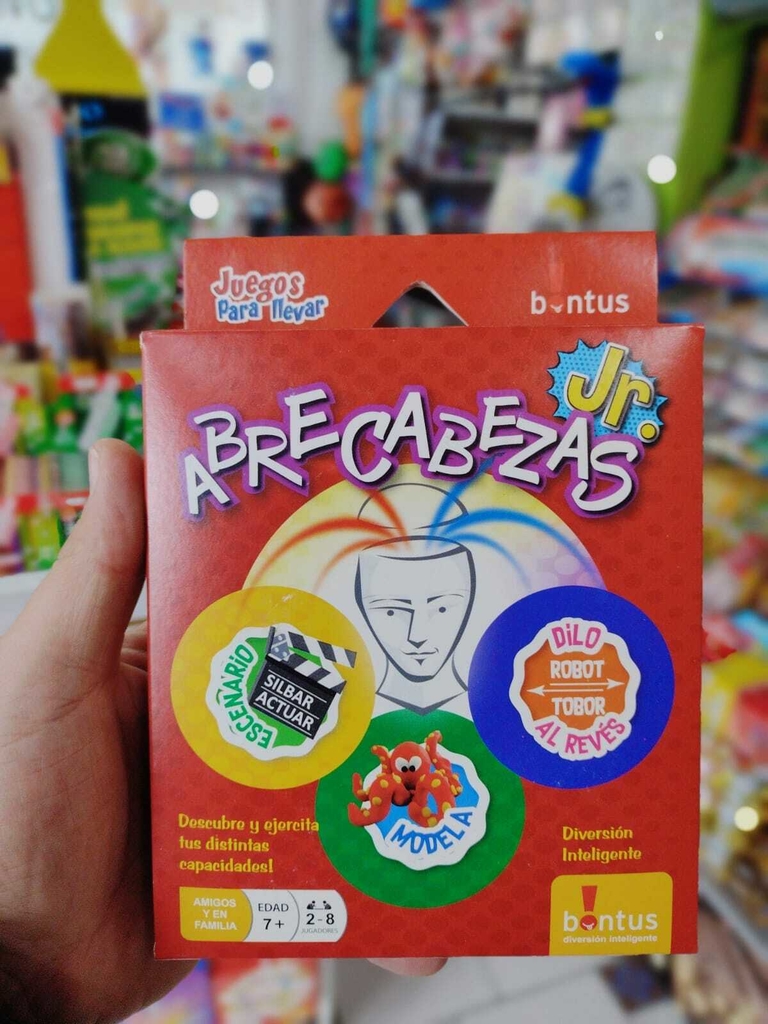 Juegos
Para llevar
bontus
ABRECABEZAS
Jr.
ESCENARIO
SILBAR
ACTUAR
DiLO
ROBOT
TOBOR
AL REVÉS
MODELA
Descubre y ejercita
tus distintas
capacidades!
Diversión
Inteligente
AMIGOS
Y EN
FAMILIA
EDAD
7+
2-8
JUGADORES
bontus
diversión inteligente